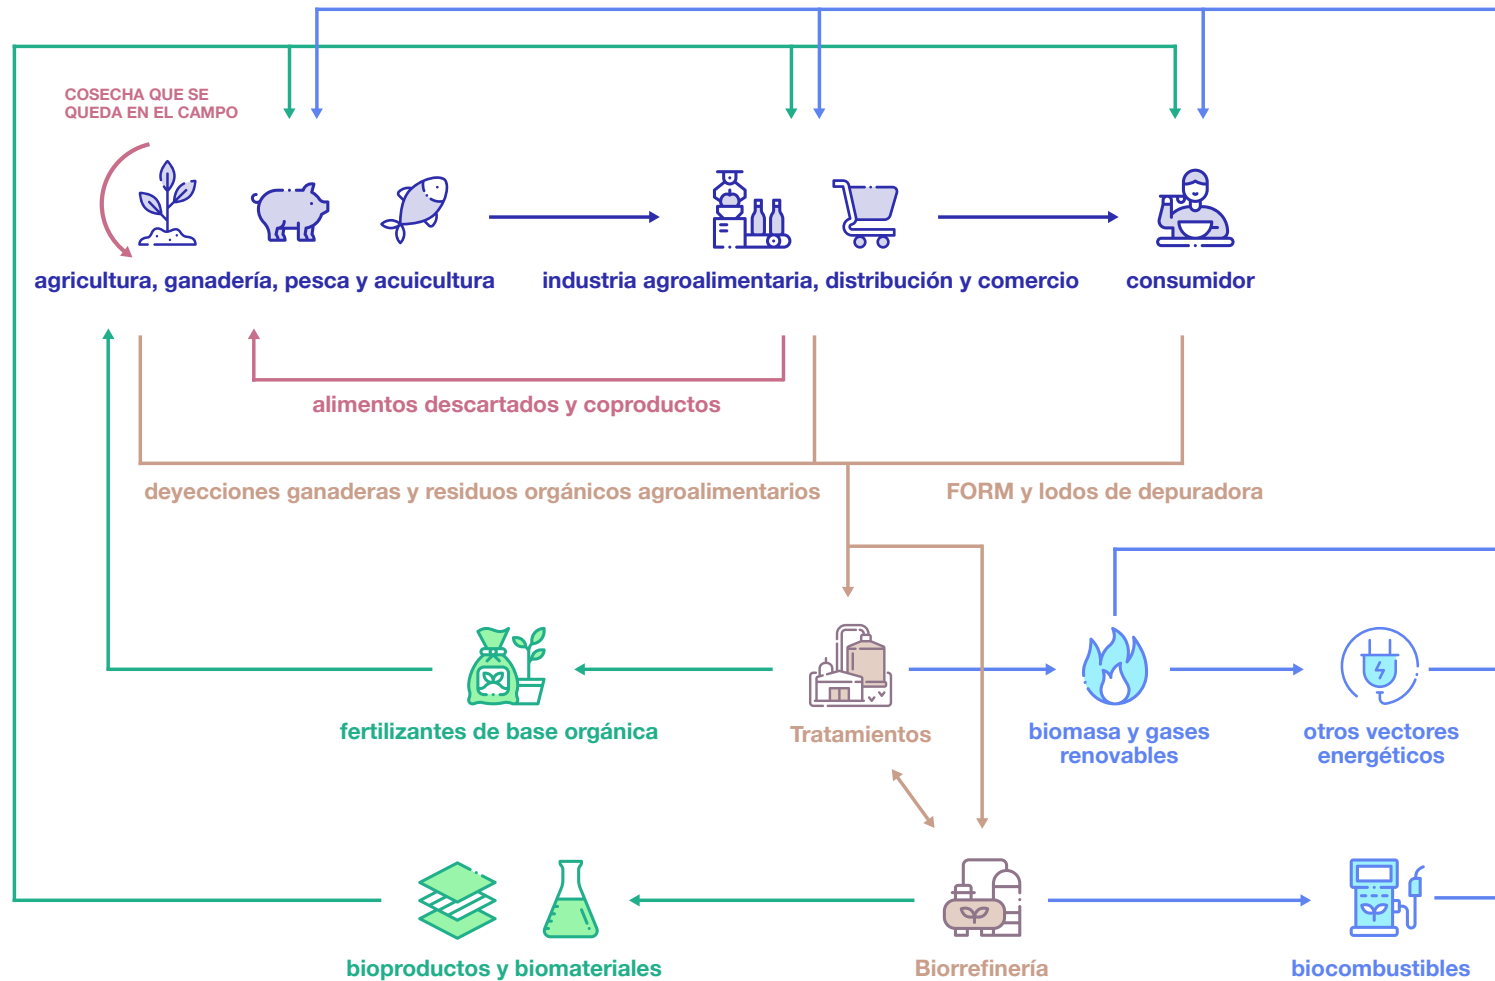 COSECHA QUE SE
QUEDA EN EL CAMPO
agricultura, ganadería, pesca y acuicultura
industria agroalimentaria, distribución y comercio
consumidor
alimentos descartados y coproductos
deyecciones ganaderas y residuos orgánicos agroalimentarios
FORM y lodos de depuradora
fertilizantes de base orgánica
Tratamientos
biomasa y gases
renovables
otros vectores
energéticos
bioproductos y biomateriales
Biorrefinería
biocombustibles